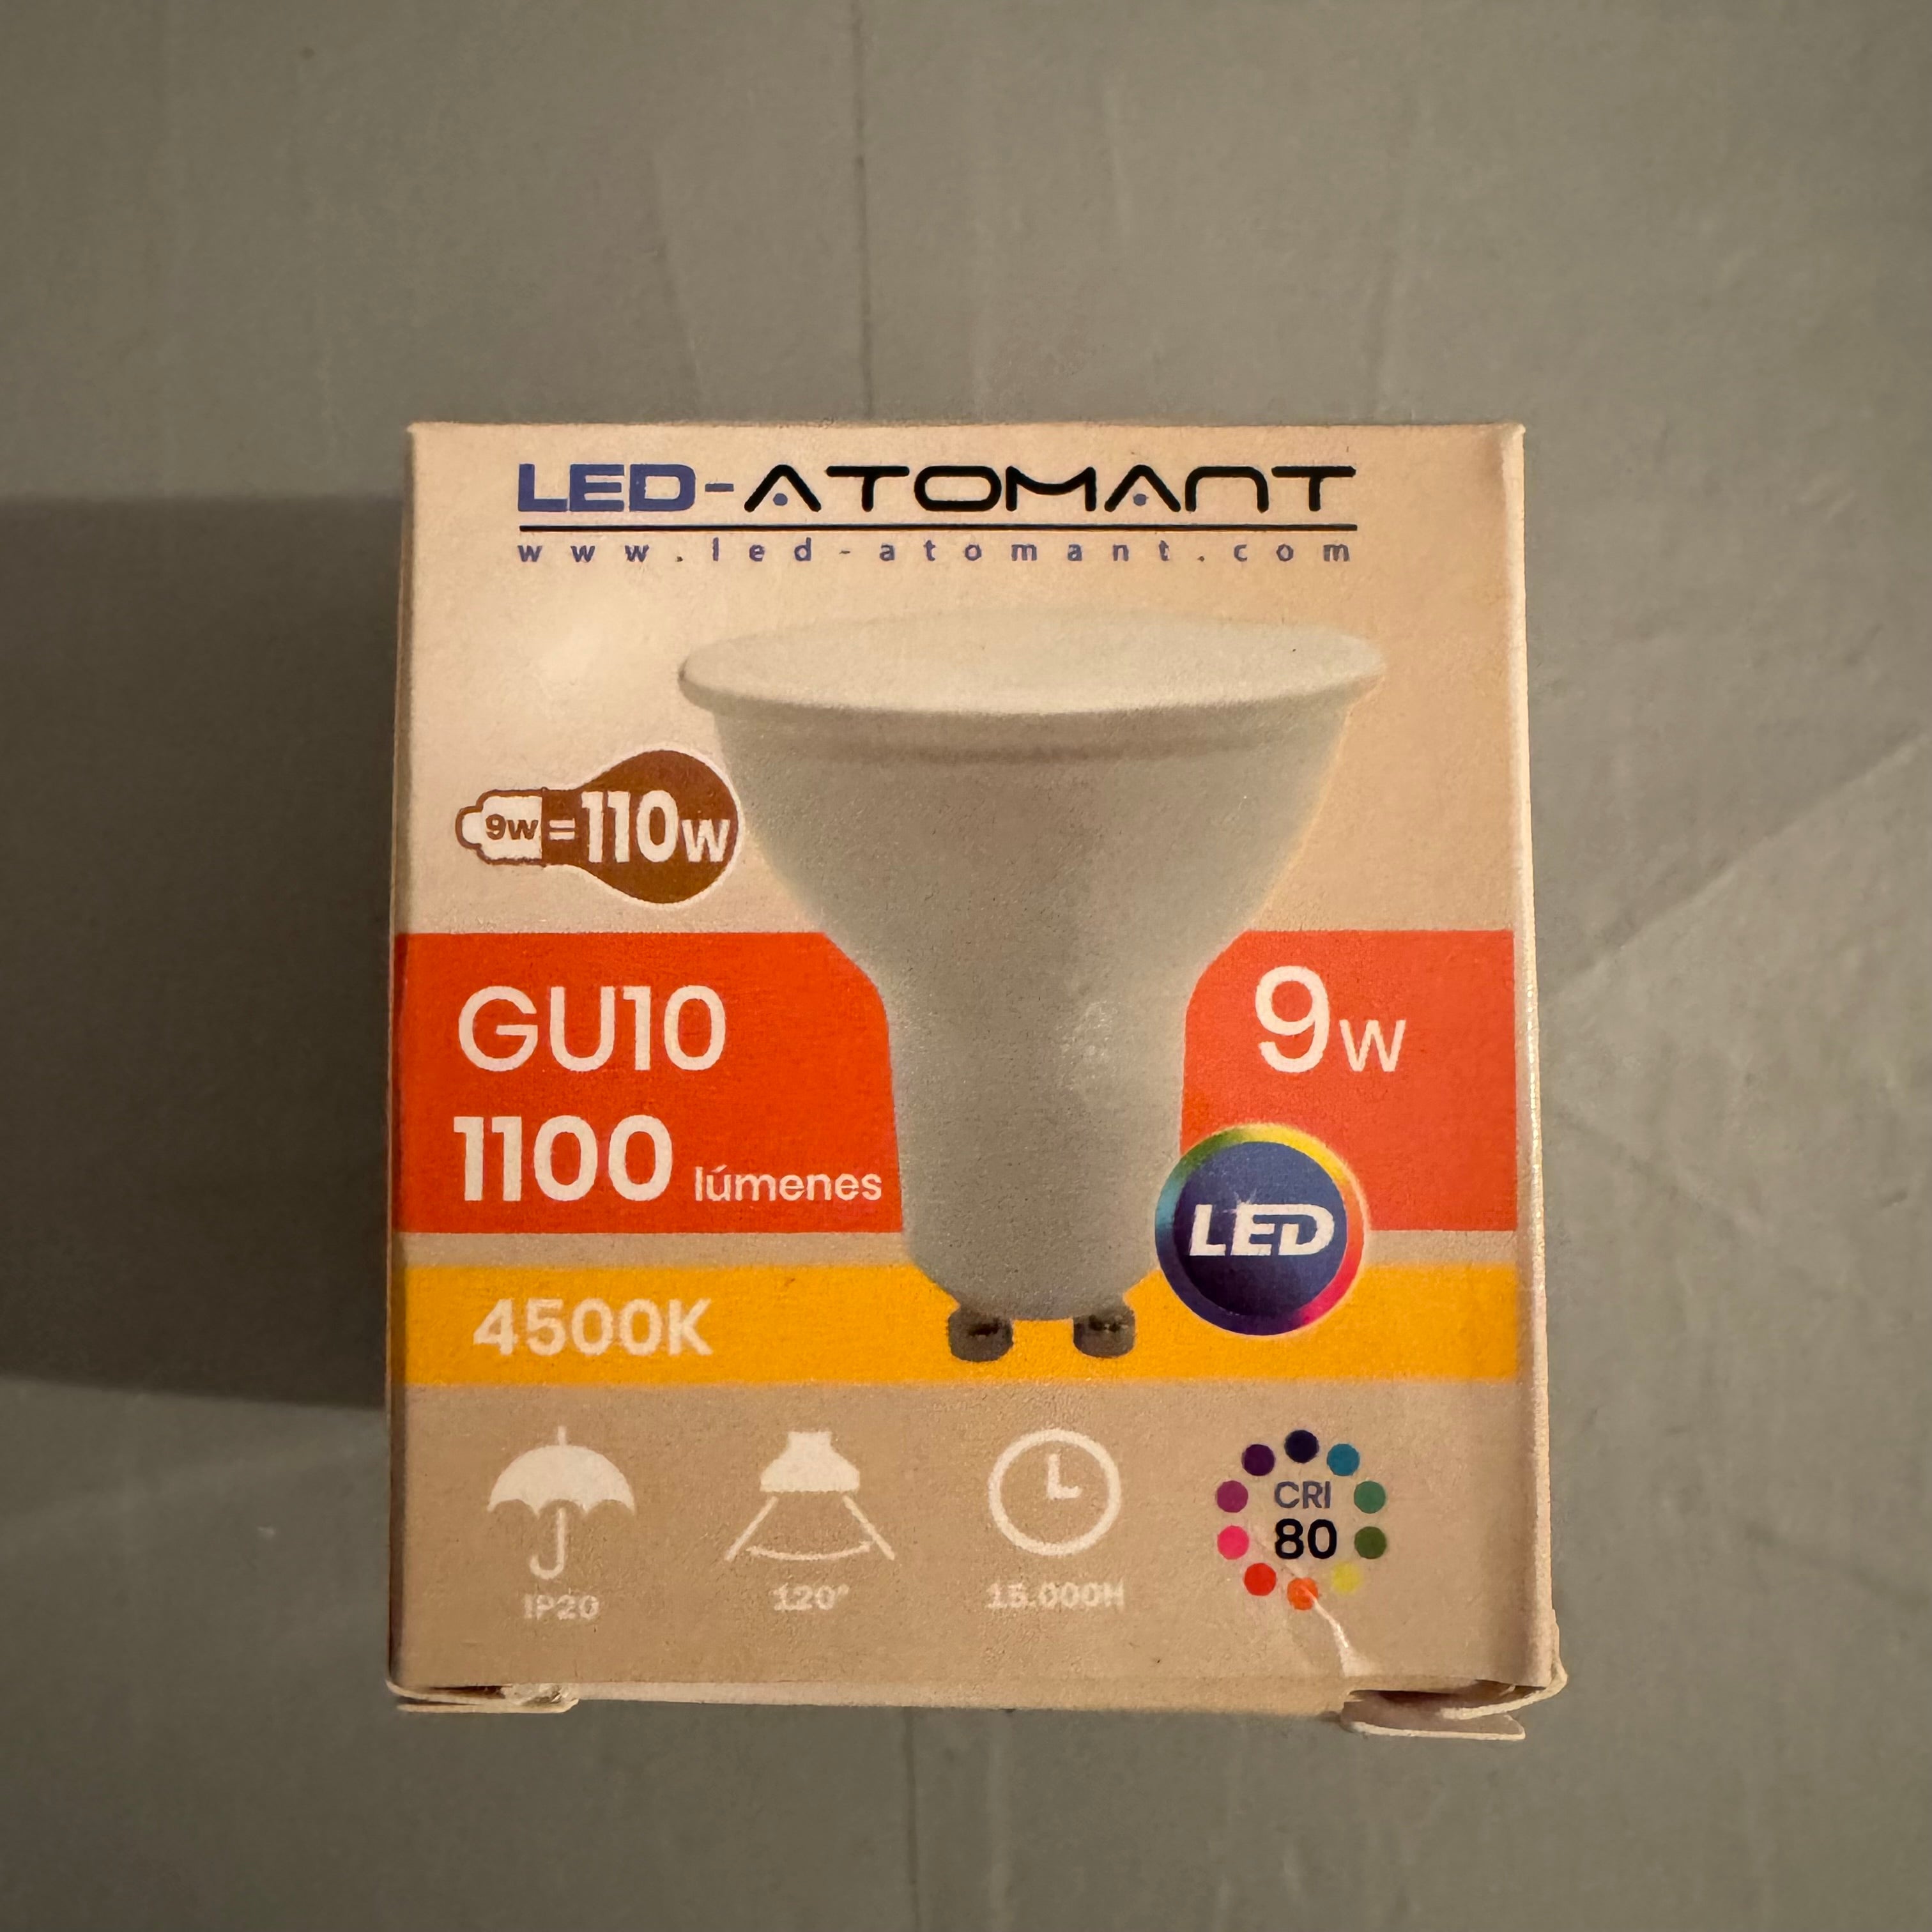 LED-ATOMANT
www.led-atomant.com
9w=110w
GU10
9w
1100 lúmenes
LED
4500K
CRI
80
IP20
120°
15.000H